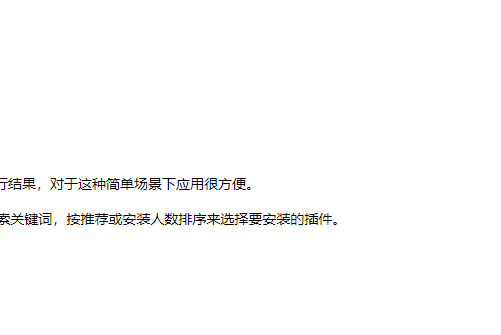 行结果，对于这种简单场景下应用很方便。
索关键词，按推荐或安装人数排序来选择要安装的插件。